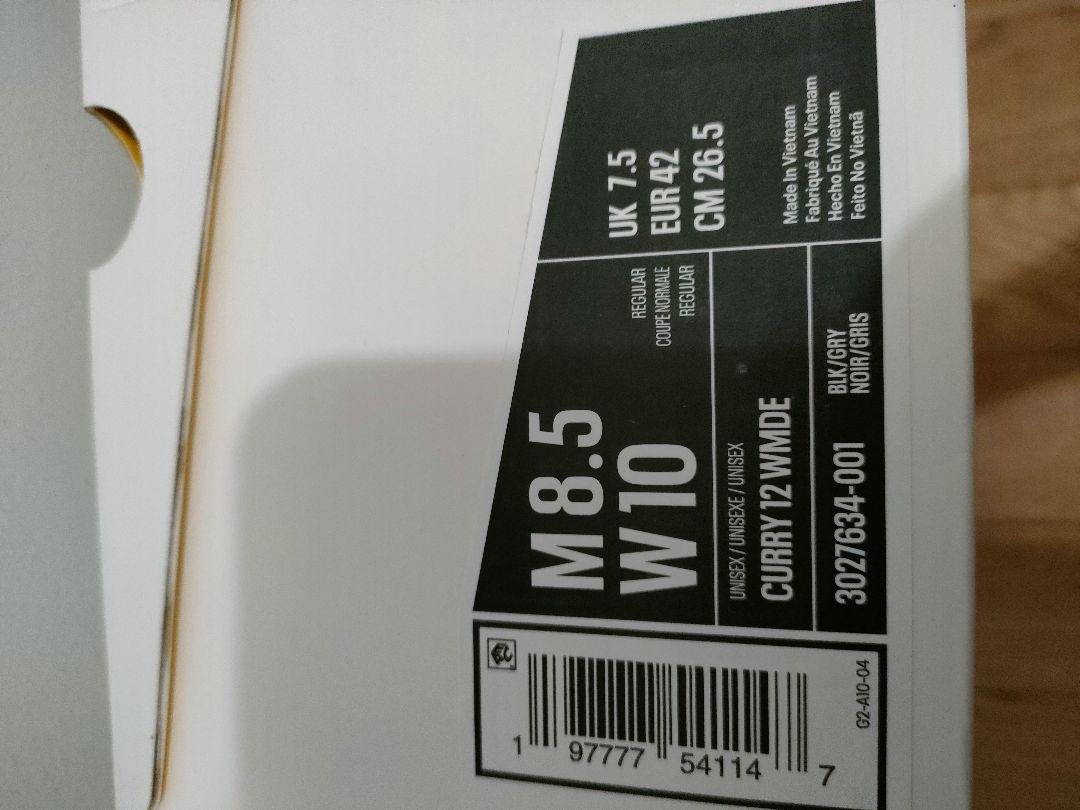 M 8.5
W 10
REGULAR
COUPE NORMALE
REGULAR
UK 7.5
EUR 42
CM 26.5
UNISEX / UNISEXE / UNISEX
CURRY 12 WMDE
3027634-001
BLK/GRY
NOIR/GRIS
Made In Vietnam
Fabriqué Au Vietnam
Hecho En Vietnam
Feito No Vietnã
1 97777 54114 7
G2-A10-04